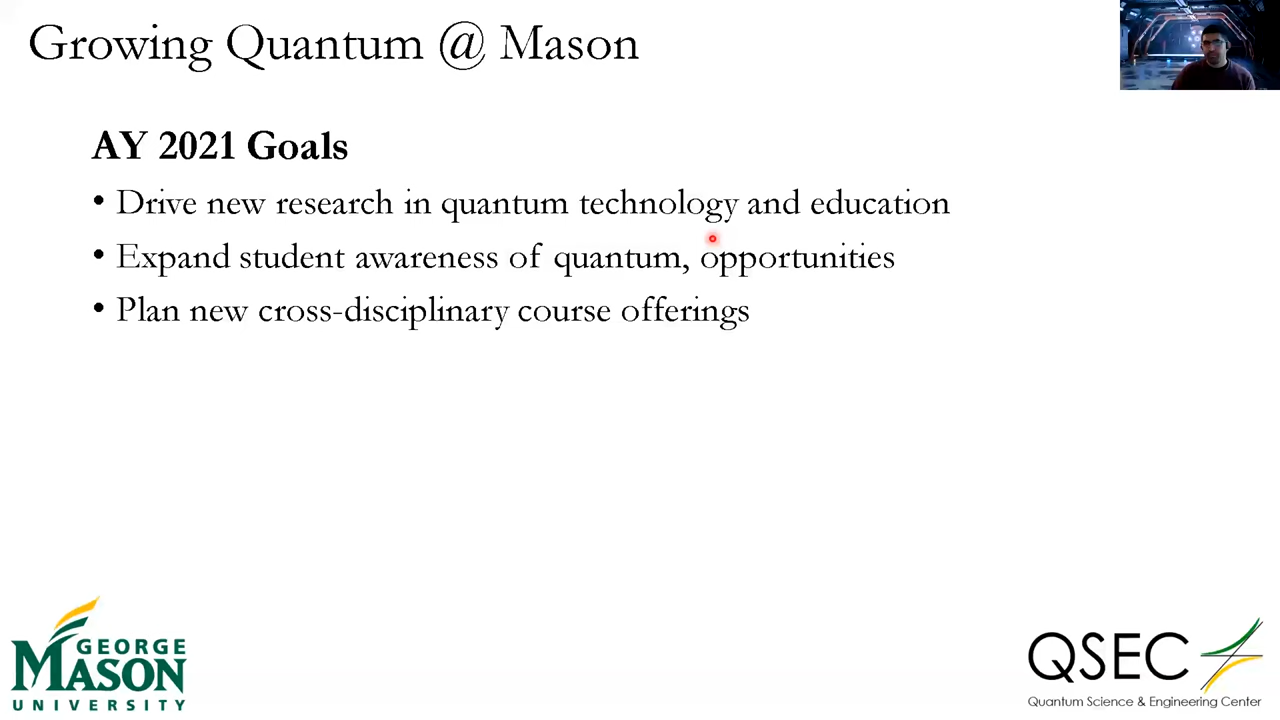 Growing Quantum @ Mason
AY 2021 Goals
• Drive new research in quantum technology and education
• Expand student awareness of quantum, opportunities
• Plan new cross-disciplinary course offerings
GEORGE
MASON
UNIVERSITY
QSEC
Quantum Science & Engineering Center